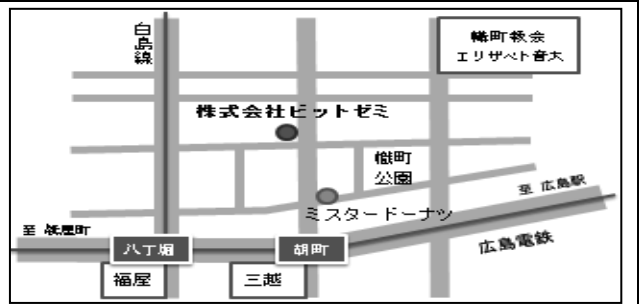 白島線
幟町教会
エリザベト音大
株式会社ビットゼミ
幟町
公園
至 広島駅
ミスタードーナツ
至 紙屋町
八丁堀
胡町
広島電鉄
福屋
三越